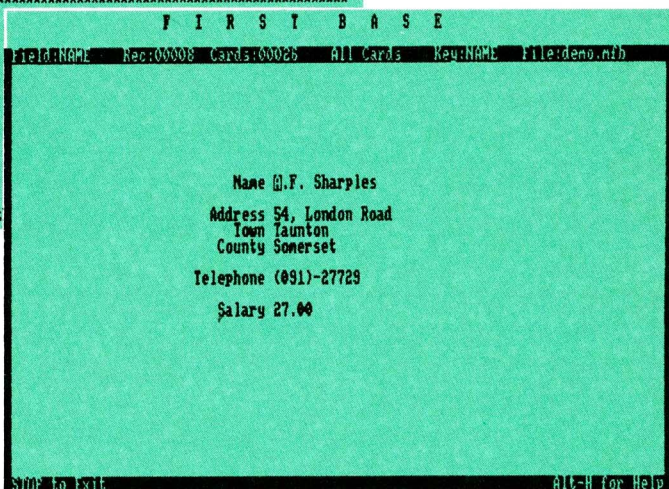 F I R S T B A S E
Field:NAME Rec:00008 Cards:00026 All Cards Key:NAME File:demo.mfb
Name A.F. Sharples
Address 54, London Road
Town Taunton
County Somerset
Telephone (091)-27729
Salary 27.00
STOP to Exit Alt-H for Help